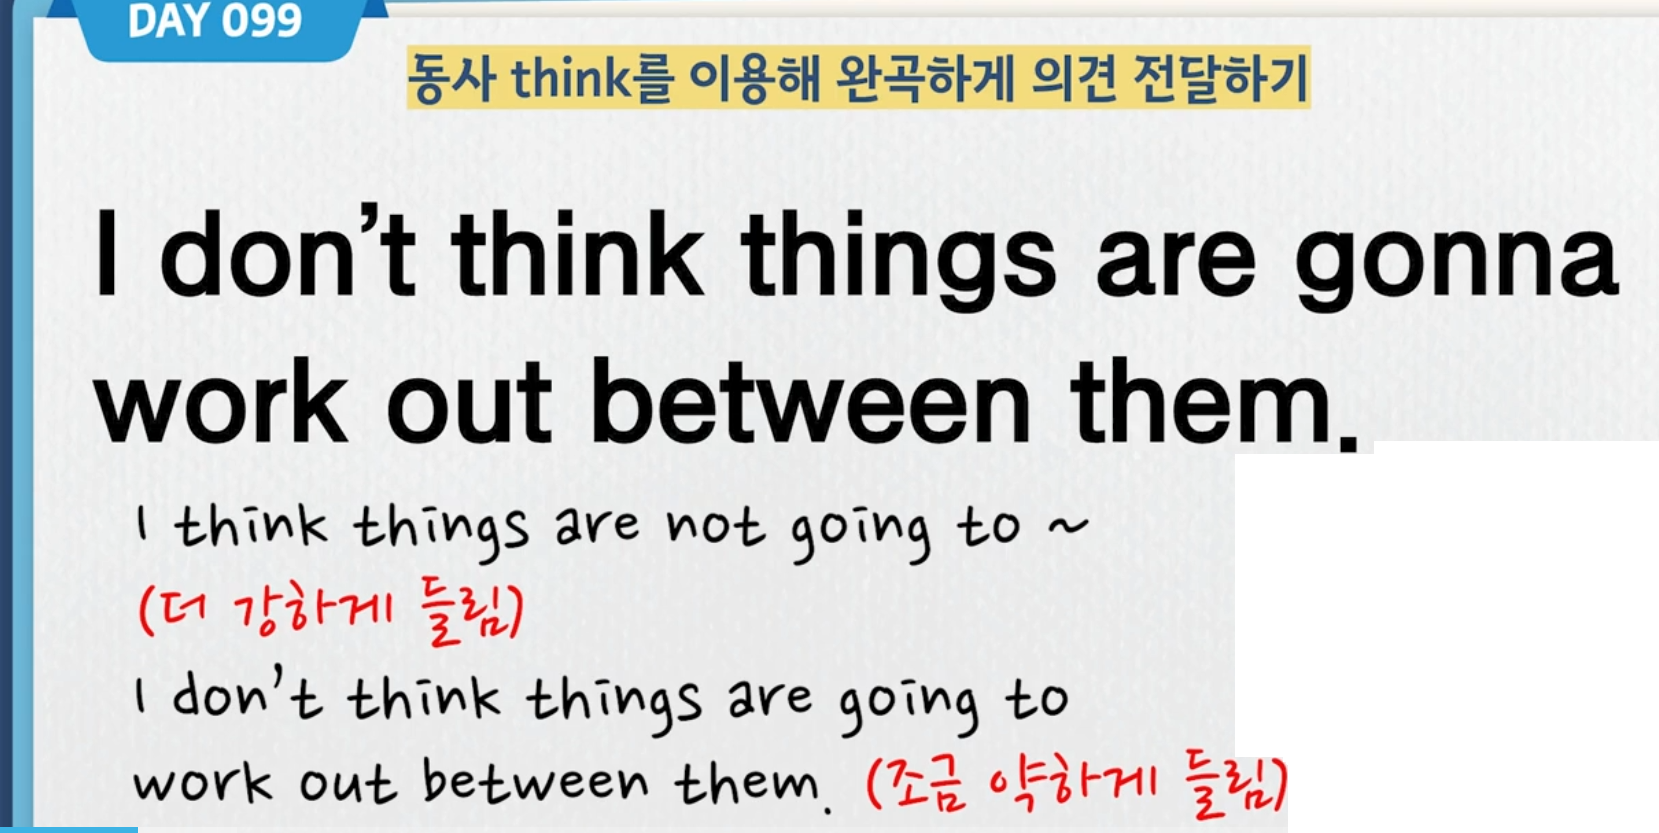 DAY 099
동사 think를 이용해 완곡하게 의견 전달하기
I don’t think things are gonna
work out between them.
I think things are not going to ~
(더 강하게 들림)
I don’t think things are going to
work out between them. (조금 약하게 들림)